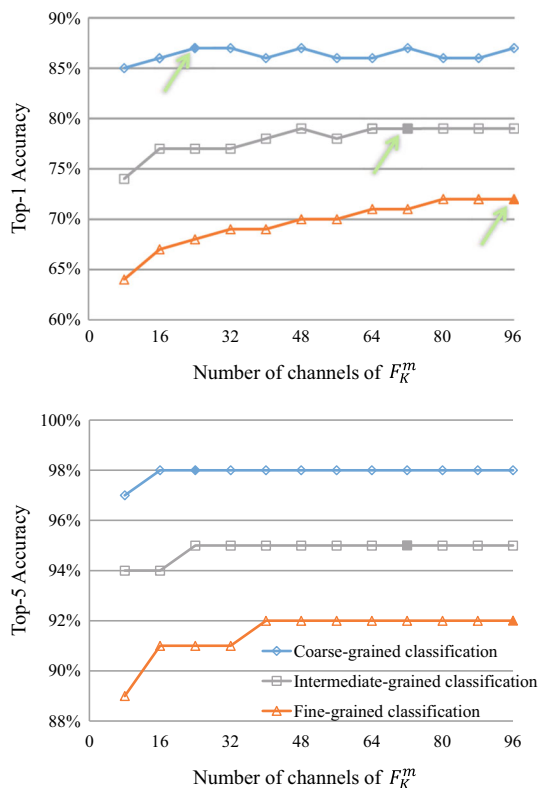 90%
85%
80%
75%
70%
65%
60%
Top-1 Accuracy
0 16 32 48 64 80 96
Number of channels of F_K^m
100%
98%
96%
94%
92%
90%
88%
Top-5 Accuracy
Coarse-grained classification
Intermediate-grained classification
Fine-grained classification
0 16 32 48 64 80 96
Number of channels of F_K^m